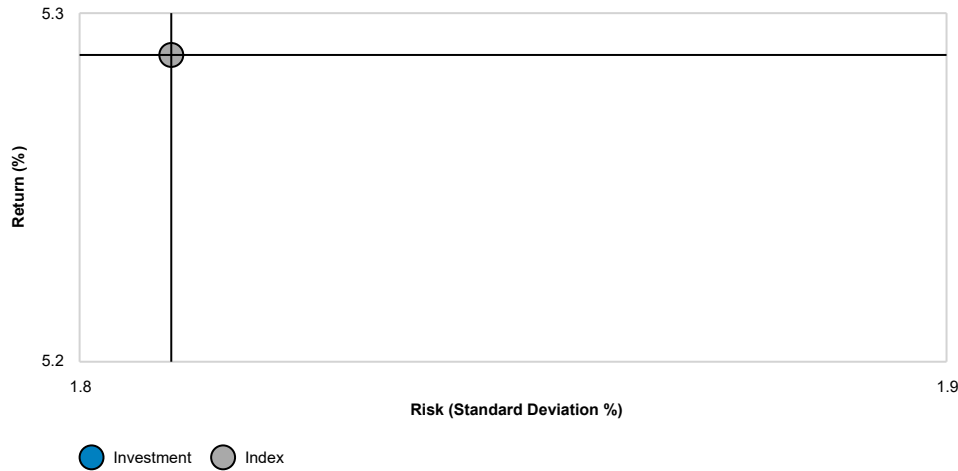 5.3
Return (%)
5.2
1.8
1.9
Risk (Standard Deviation %)
Investment
Index